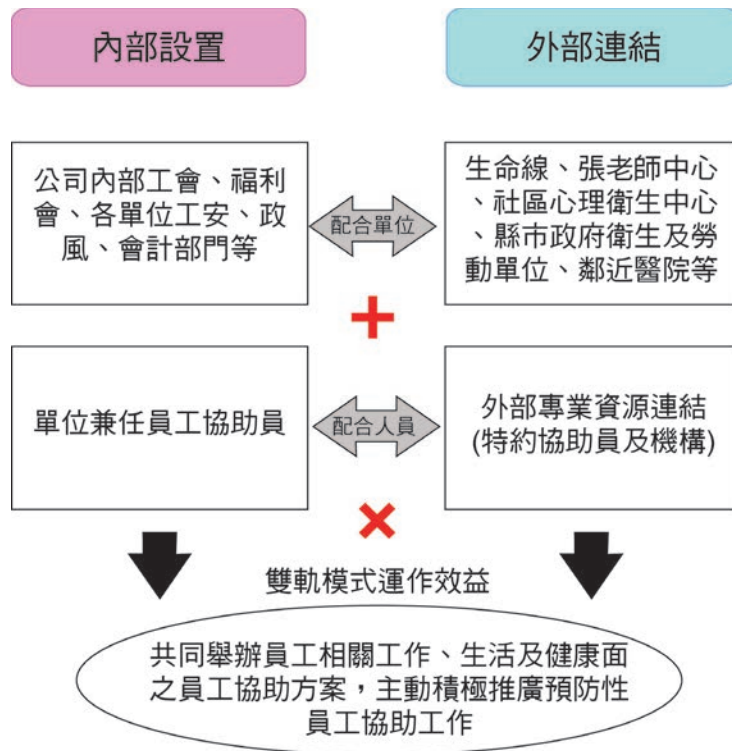 內部設置
外部連結
公司內部工會、福利
會、各單位工安、政
風、會計部門等
配合單位
生命線、張老師中心
、社區心理衛生中心
、縣市政府衛生及勞
動單位、鄰近醫院等
+
單位兼任員工協助員
配合人員
外部專業資源連結
(特約協助員及機構)
×
雙軌模式運作效益
共同舉辦員工相關工作、生活及健康面
之員工協助方案，主動積極推廣預防性
員工協助工作